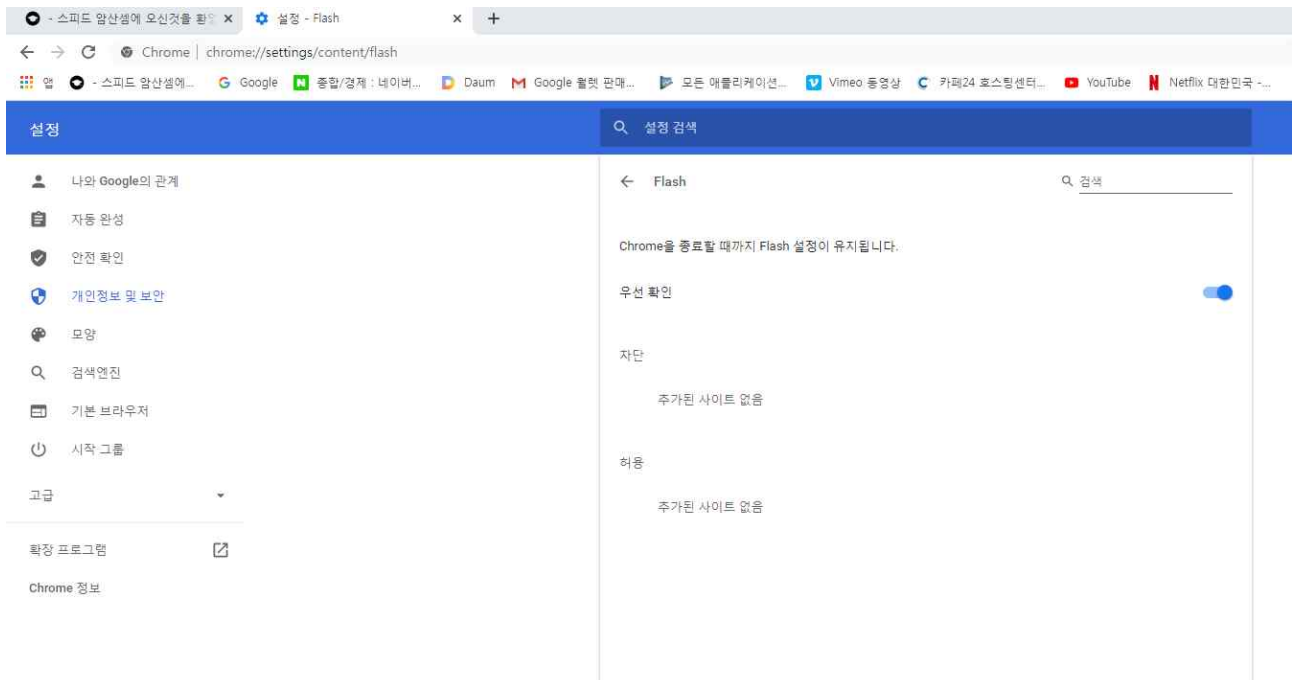 - 스피드 암산셈에 오신것을 환영
설정 - Flash
Chrome | chrome://settings/content/flash
앱
- 스피드 암산셈에...
Google
종합/경제 : 네이버...
Daum
Google 월렛 판매...
모든 애플리케이션...
Vimeo 동영상
카페24 호스팅센터...
YouTube
Netflix 대한민국 -...
설정
설정 검색
나와 Google의 관계
자동 완성
안전 확인
개인정보 및 보안
모양
검색엔진
기본 브라우저
시작 그룹
고급
확장 프로그램
Chrome 정보
Flash
검색
Chrome을 종료할 때까지 Flash 설정이 유지됩니다.
우선 확인
차단
추가된 사이트 없음
허용
추가된 사이트 없음